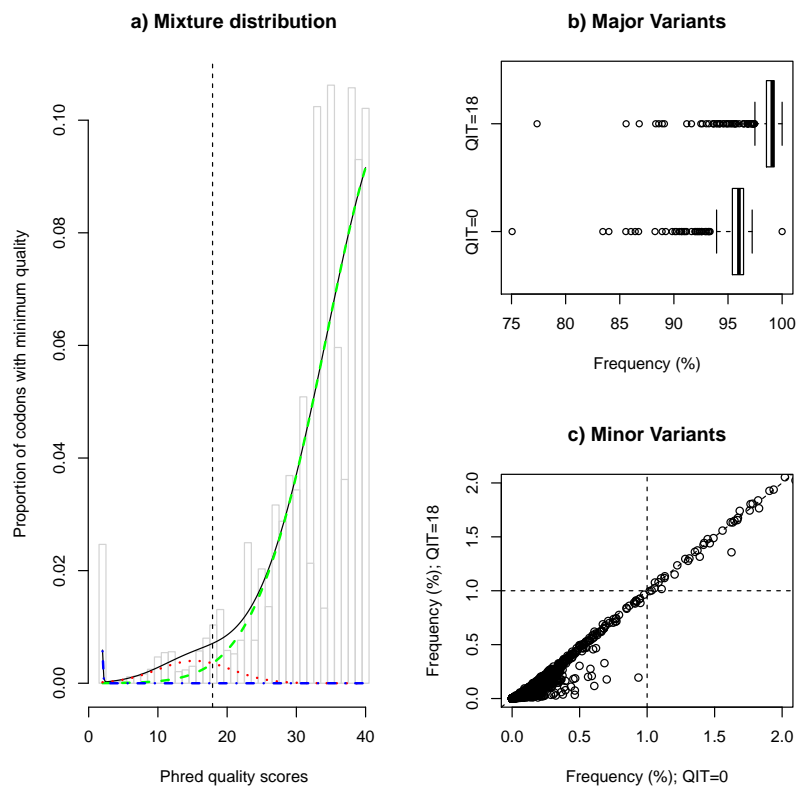 a) Mixture distribution
Proportion of codons with minimum quality
0.10
0.08
0.06
0.04
0.02
0.00
0 10 20 30 40
Phred quality scores
b) Major Variants
QIT=18
QIT=0
75 80 85 90 95 100
Frequency (%)
c) Minor Variants
Frequency (%); QIT=18
2.0
1.5
1.0
0.5
0.0
0.0 0.5 1.0 1.5 2.0
Frequency (%); QIT=0